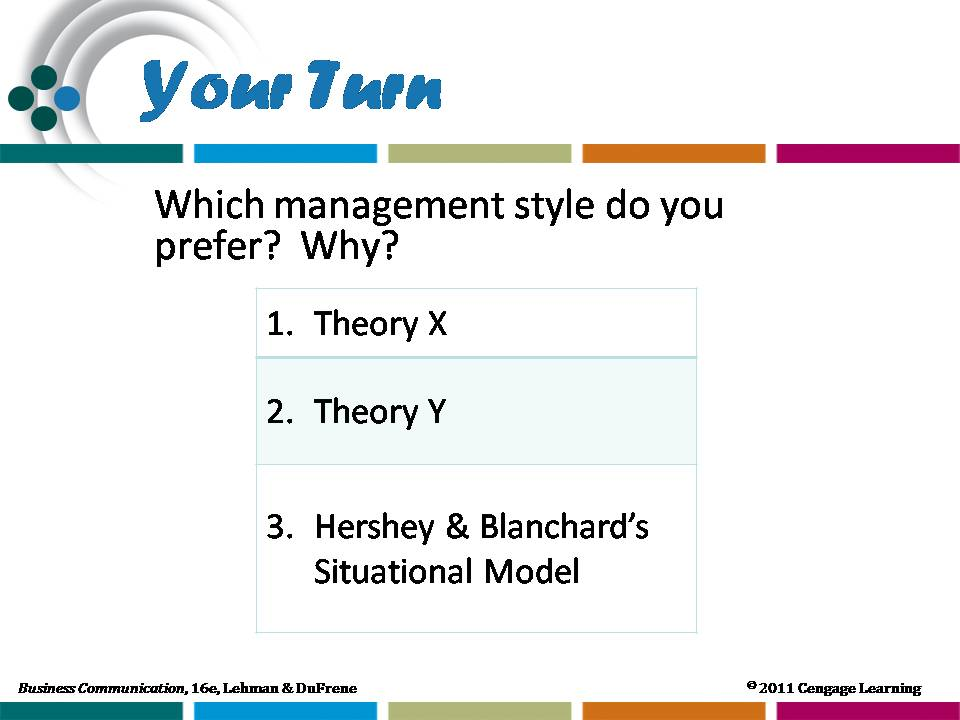 Your Turn
Which management style do you
prefer? Why?
1. Theory X
2. Theory Y
3. Hershey & Blanchard's
Situational Model
Business Communication, 16e, Lehman & DuFrene
© 2011 Cengage Learning